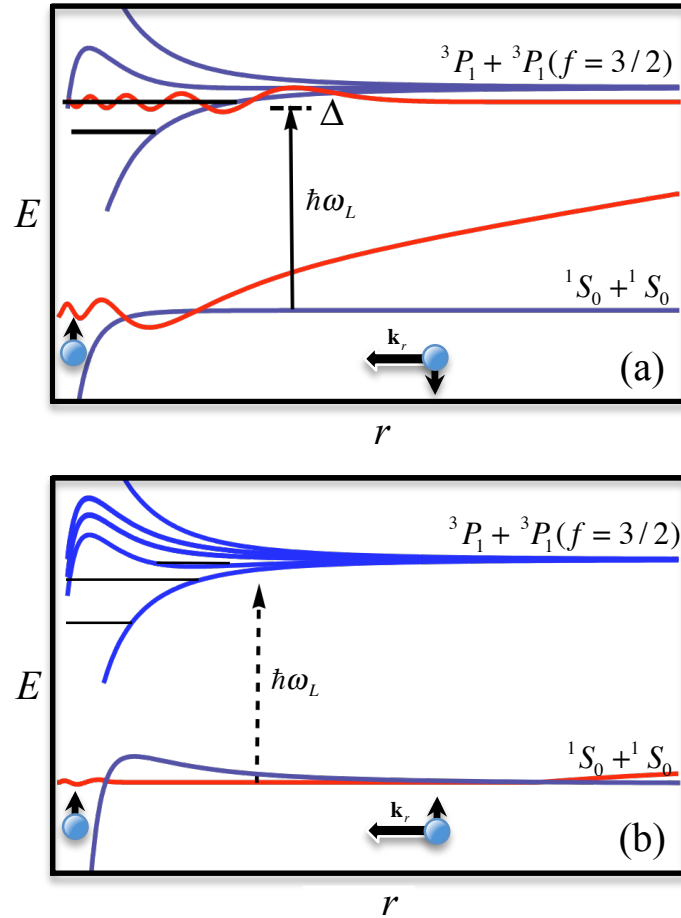 ³P₁ + ³P₁(f = 3/2)
Δ
E
ħω_L
¹S₀ +¹S₀
k_r
(a)
r
³P₁ + ³P₁(f = 3/2)
E
ħω_L
¹S₀ +¹S₀
k_r
(b)
r